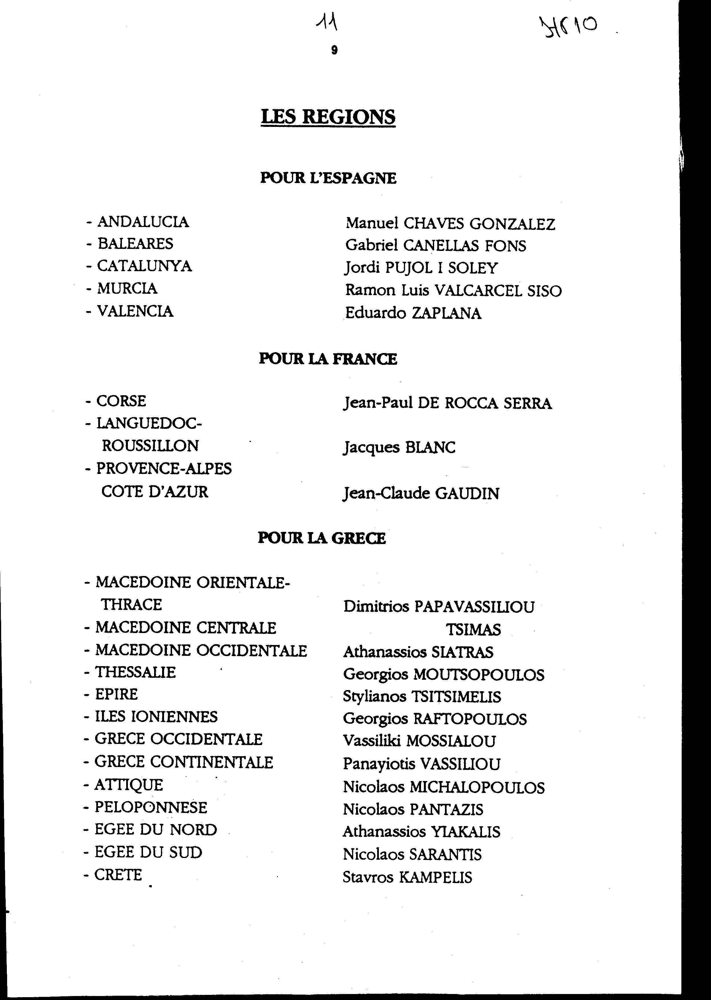 11
9
LES REGIONS
POUR L'ESPAGNE
- ANDALUCIA Manuel CHAVES GONZALEZ
- BALEARES Gabriel CANELLAS FONS
- CATALUNYA Jordi PUJOL I SOLEY
- MURCIA Ramon Luis VALCARCEL SISO
- VALENCIA Eduardo ZAPLANA
POUR LA FRANCE
- CORSE Jean-Paul DE ROCCA SERRA
- LANGUEDOC-
ROUSSILLON Jacques BLANC
- PROVENCE-ALPES
COTE D'AZUR Jean-Claude GAUDIN
POUR LA GRECE
- MACEDOINE ORIENTALE-
THRACE Dimitrios PAPAVASSILIOU
- MACEDOINE CENTRALE TSIMAS
- MACEDOINE OCCIDENTALE Athanassios SIATRAS
- THESSALIE Georgios MOUTSOPOULOS
- EPIRE Stylianos TSITSIMELIS
- ILES IONIENNES Georgios RAFTOPOULOS
- GRECE OCCIDENTALE Vassiliki MOSSIALOU
- GRECE CONTINENTALE Panayiotis VASSILIOU
- ATTIQUE Nicolaos MICHALOPOULOS
- PELOPONNESE Nicolaos PANTAZIS
- EGEE DU NORD Athanassios YIAKALIS
- EGEE DU SUD Nicolaos SARANTIS
- CRETE Stavros KAMPELIS